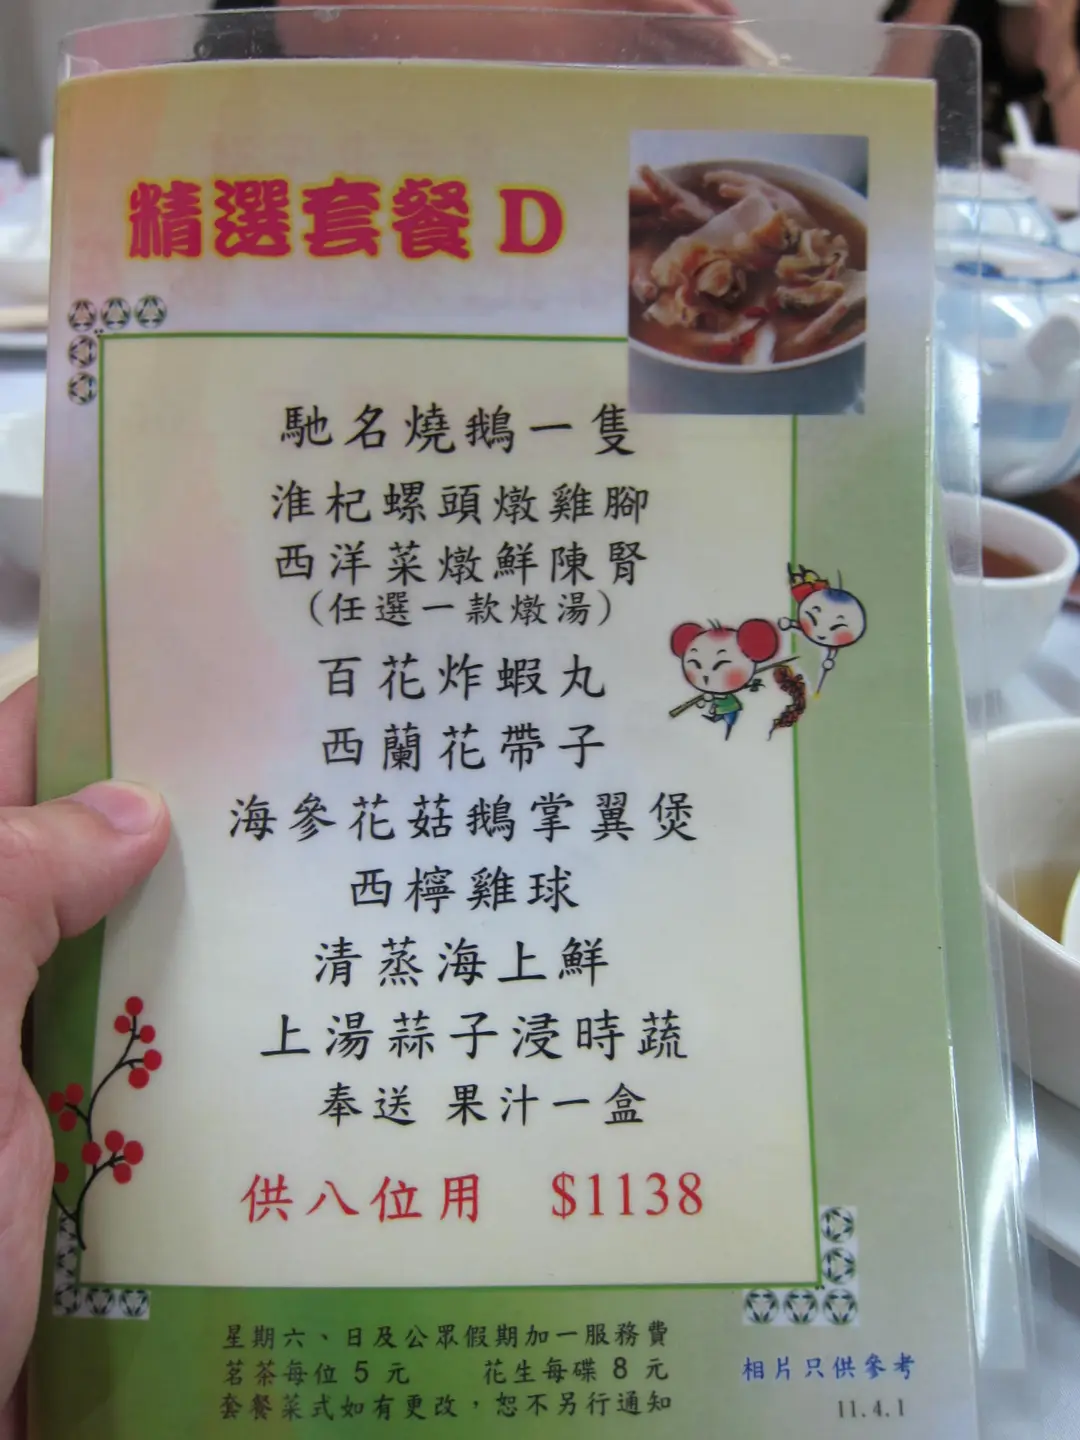 精選套餐 D
馳名燒鵝一隻
淮杞螺頭燉雞腳
西洋菜燉鮮陳腎
（任選一款燉湯）
百花炸蝦丸
西蘭花帶子
海參花菇鵝掌翼煲
西檸雞球
清蒸海上鮮
上湯蒜子浸時蔬
奉送 果汁一盒
供八位用 $1138
星期六、日及公眾假期加一服務費
茗茶每位 5 元 花生每碟 8 元
套餐菜式如有更改，恕不另行通知
相片只供參考
11.4.1